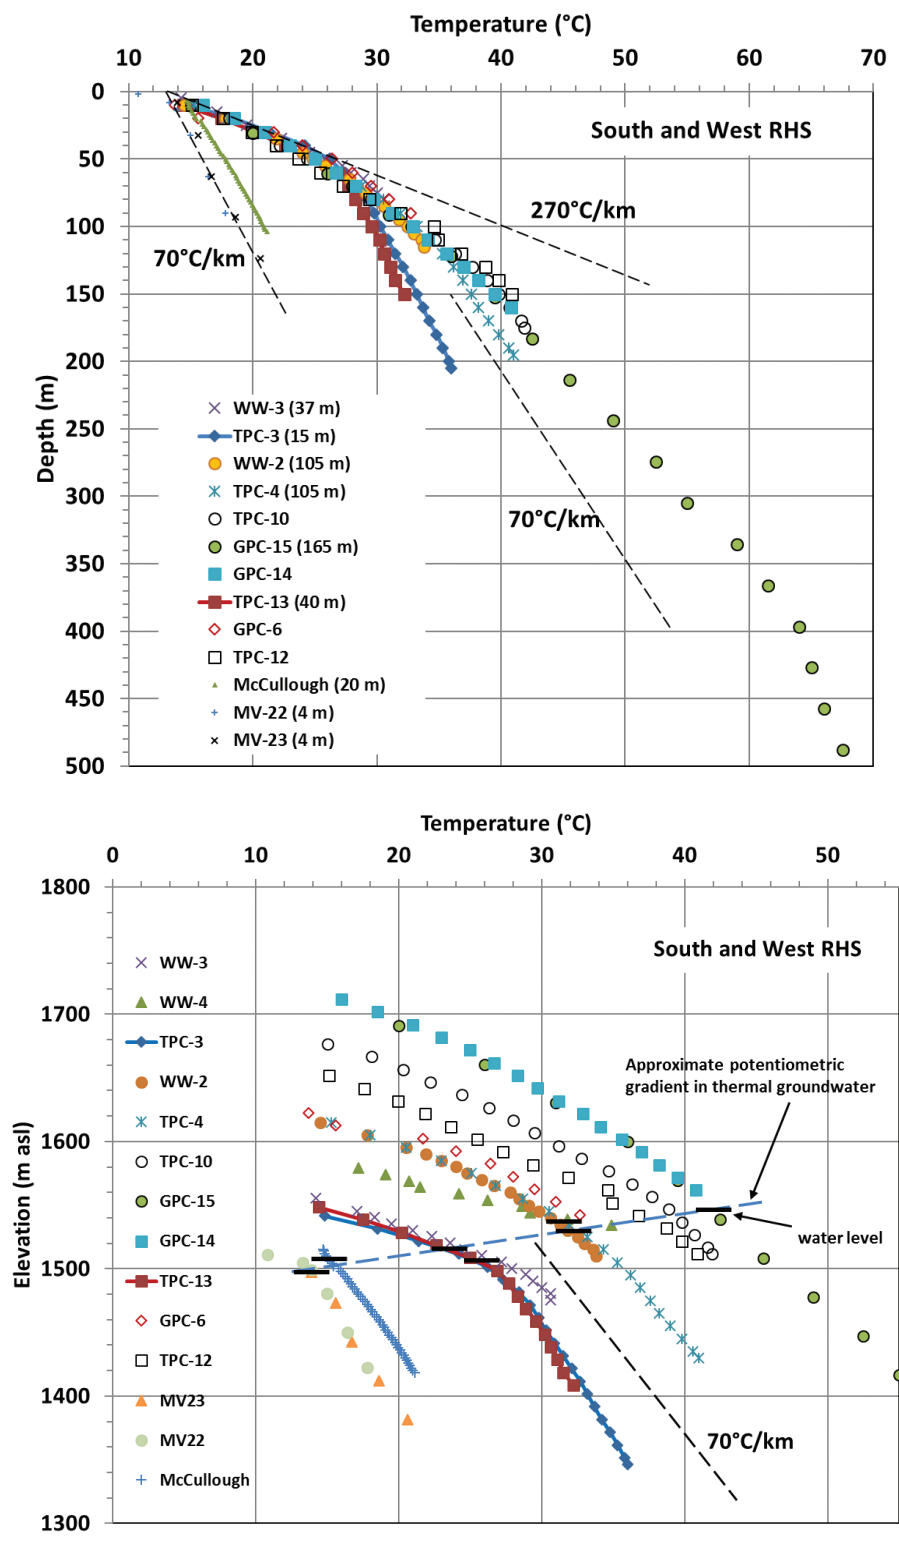 Temperature (°C)
10 20 30 40 50 60 70
0
50
100
150
200
250
300
350
400
450
500
Depth (m)
South and West RHS
270°C/km
70°C/km
70°C/km
WW-3 (37 m)
TPC-3 (15 m)
WW-2 (105 m)
TPC-4 (105 m)
TPC-10
GPC-15 (165 m)
GPC-14
TPC-13 (40 m)
GPC-6
TPC-12
McCullough (20 m)
MV-22 (4 m)
MV-23 (4 m)
Temperature (°C)
0 10 20 30 40 50
1800
1700
1600
1500
1400
1300
Elevation (m asl)
South and West RHS
WW-3
WW-4
TPC-3
WW-2
TPC-4
TPC-10
GPC-15
GPC-14
TPC-13
GPC-6
TPC-12
MV23
MV22
McCullough
Approximate potentiometric
gradient in thermal groundwater
water level
70°C/km